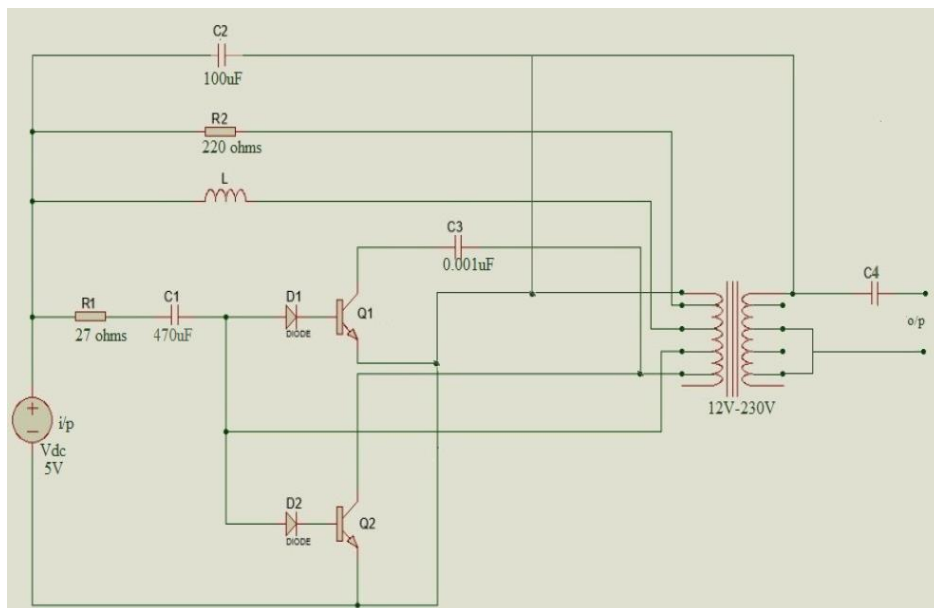 C2
100uF
R2
220 ohms
L
C3
0.001uF
C4
D1
DIODE
Q1
R1
27 ohms
C1
470uF
o/p
12V-230V
i/p
Vdc
5V
D2
DIODE
Q2